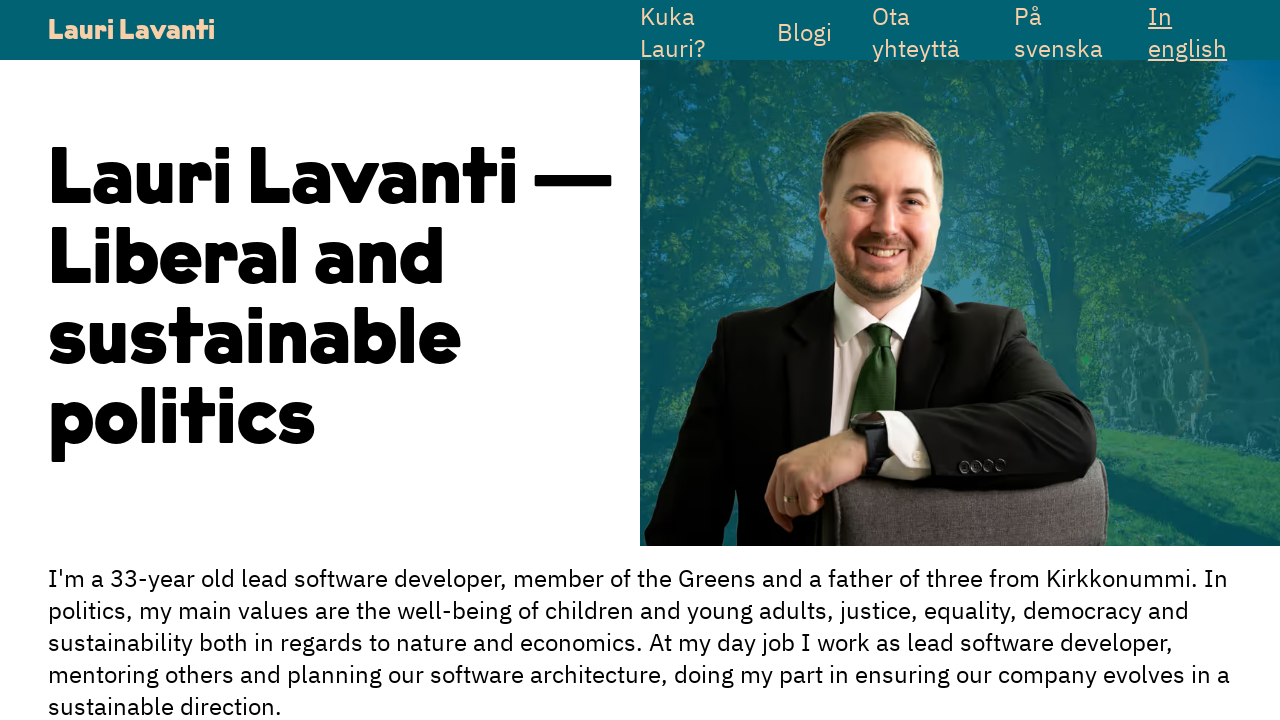 Lauri Lavanti
Kuka
Lauri?
Blogi
Ota
yhteyttä
På
svenska
In
english
Lauri Lavanti —
Liberal and
sustainable
politics
I'm a 33-year old lead software developer, member of the Greens and a father of three from Kirkkonummi. In
politics, my main values are the well-being of children and young adults, justice, equality, democracy and
sustainability both in regards to nature and economics. At my day job I work as lead software developer,
mentoring others and planning our software architecture, doing my part in ensuring our company evolves in a
sustainable direction.